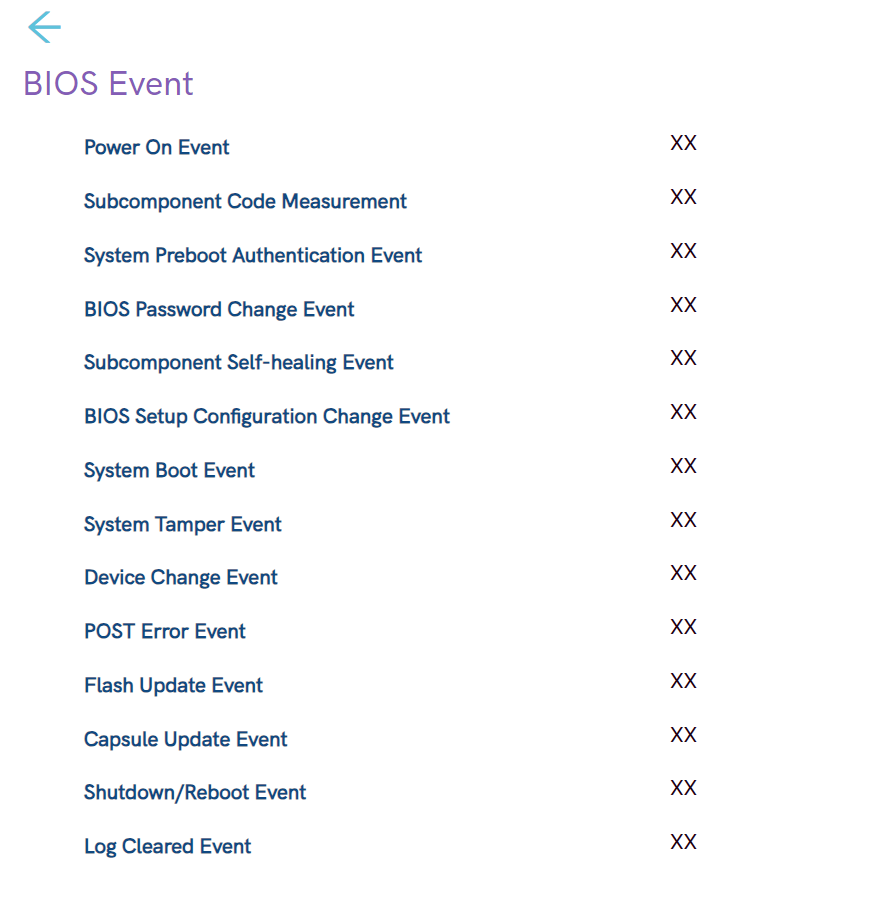 BIOS Event
Power On Event XX
Subcomponent Code Measurement XX
System Preboot Authentication Event XX
BIOS Password Change Event XX
Subcomponent Self-healing Event XX
BIOS Setup Configuration Change Event XX
System Boot Event XX
System Tamper Event XX
Device Change Event XX
POST Error Event XX
Flash Update Event XX
Capsule Update Event XX
Shutdown/Reboot Event XX
Log Cleared Event XX